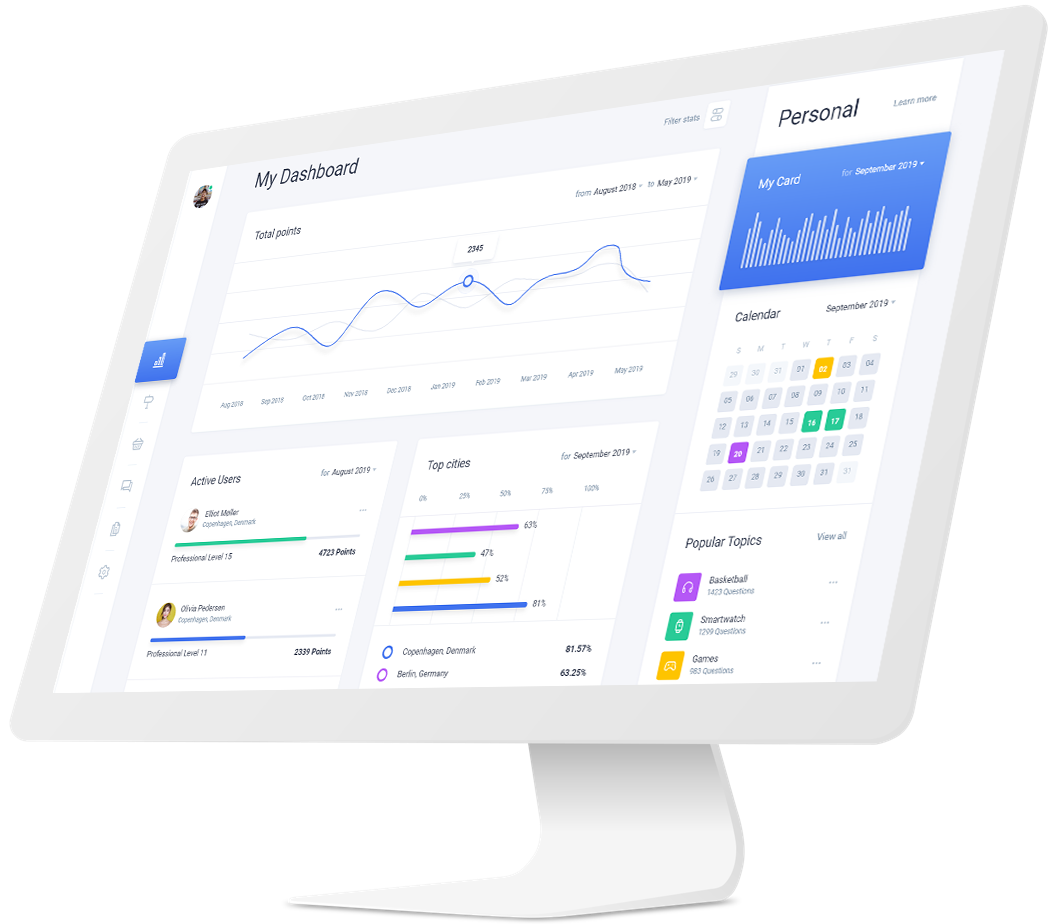 My Dashboard
Filter stats
Total points
from August 2018 to May 2019
2345
Aug 2018 Sep 2018 Oct 2018 Nov 2018 Dec 2018 Jan 2019 Feb 2019 Mar 2019 Apr 2019 May 2019
Active Users
for August 2019
Elliot Møller
Copenhagen, Denmark
Professional Level 15 4723 Points
Olivia Pedersen
Copenhagen, Denmark
Professional Level 11 2339 Points
Top cities
for September 2019
0% 25% 50% 75% 100%
63%
47%
52%
81%
Copenhagen, Denmark 81.57%
Berlin, Germany 63.25%
Personal
Learn more
My Card
for September 2019
Calendar
September 2019
S M T W T F S
29 30 31 01 02 03 04
05 06 07 08 09 10 11
12 13 14 15 16 17 18
19 20 21 22 23 24 25
26 27 28 29 30 31 31
Popular Topics
View all
Basketball
1423 Questions
Smartwatch
1299 Questions
Games
983 Questions